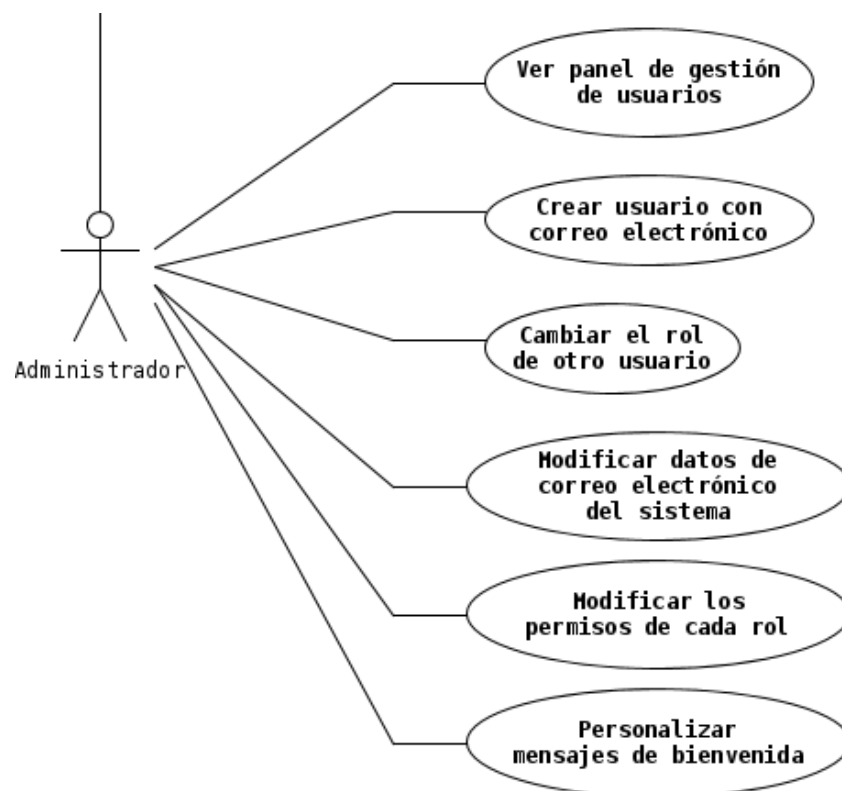 Ver panel de gestión
de usuarios
Crear usuario con
correo electrónico
Cambiar el rol
de otro usuario
Administrador
Modificar datos de
correo electrónico
del sistema
Modificar los
permisos de cada rol
Personalizar
mensajes de bienvenida